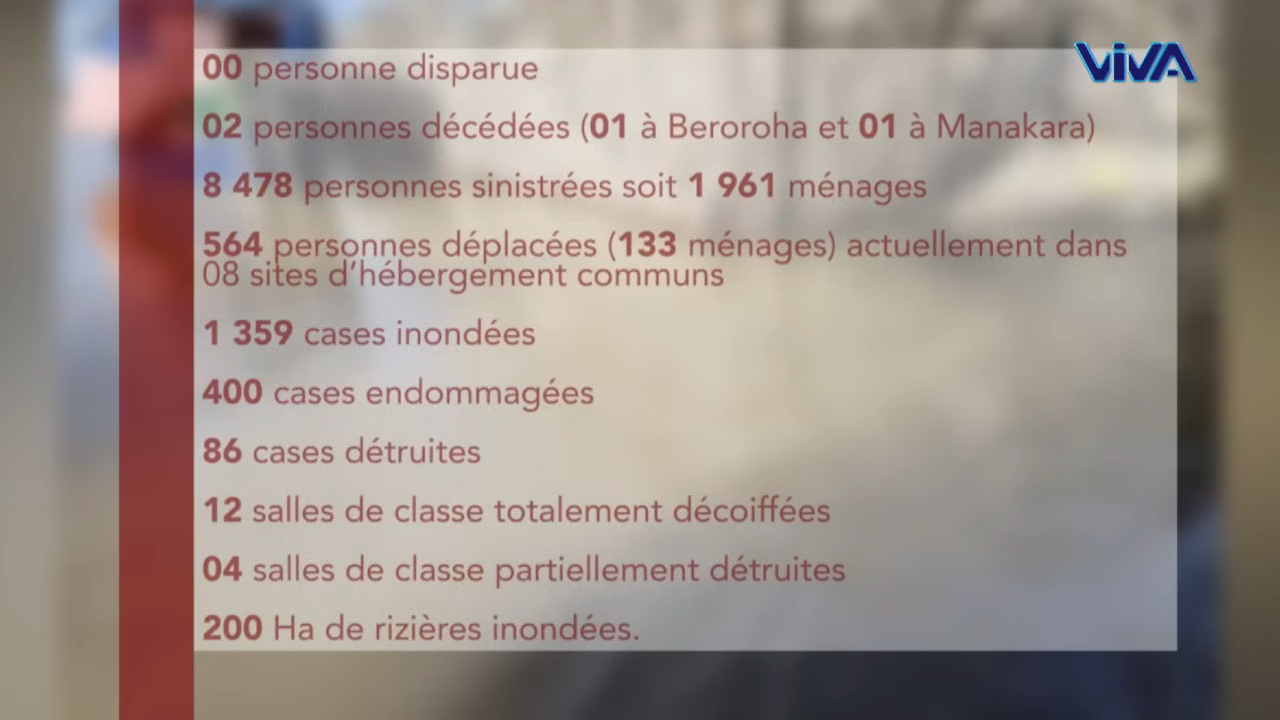 VIVA
00 personne disparue
02 personnes décédées (01 à Beroroha et 01 à Manakara)
8 478 personnes sinistrées soit 1 961 ménages
564 personnes déplacées (133 ménages) actuellement dans
08 sites d'hébergement communs
1 359 cases inondées
400 cases endommagées
86 cases détruites
12 salles de classe totalement décoiffées
04 salles de classe partiellement détruites
200 Ha de rizières inondées.